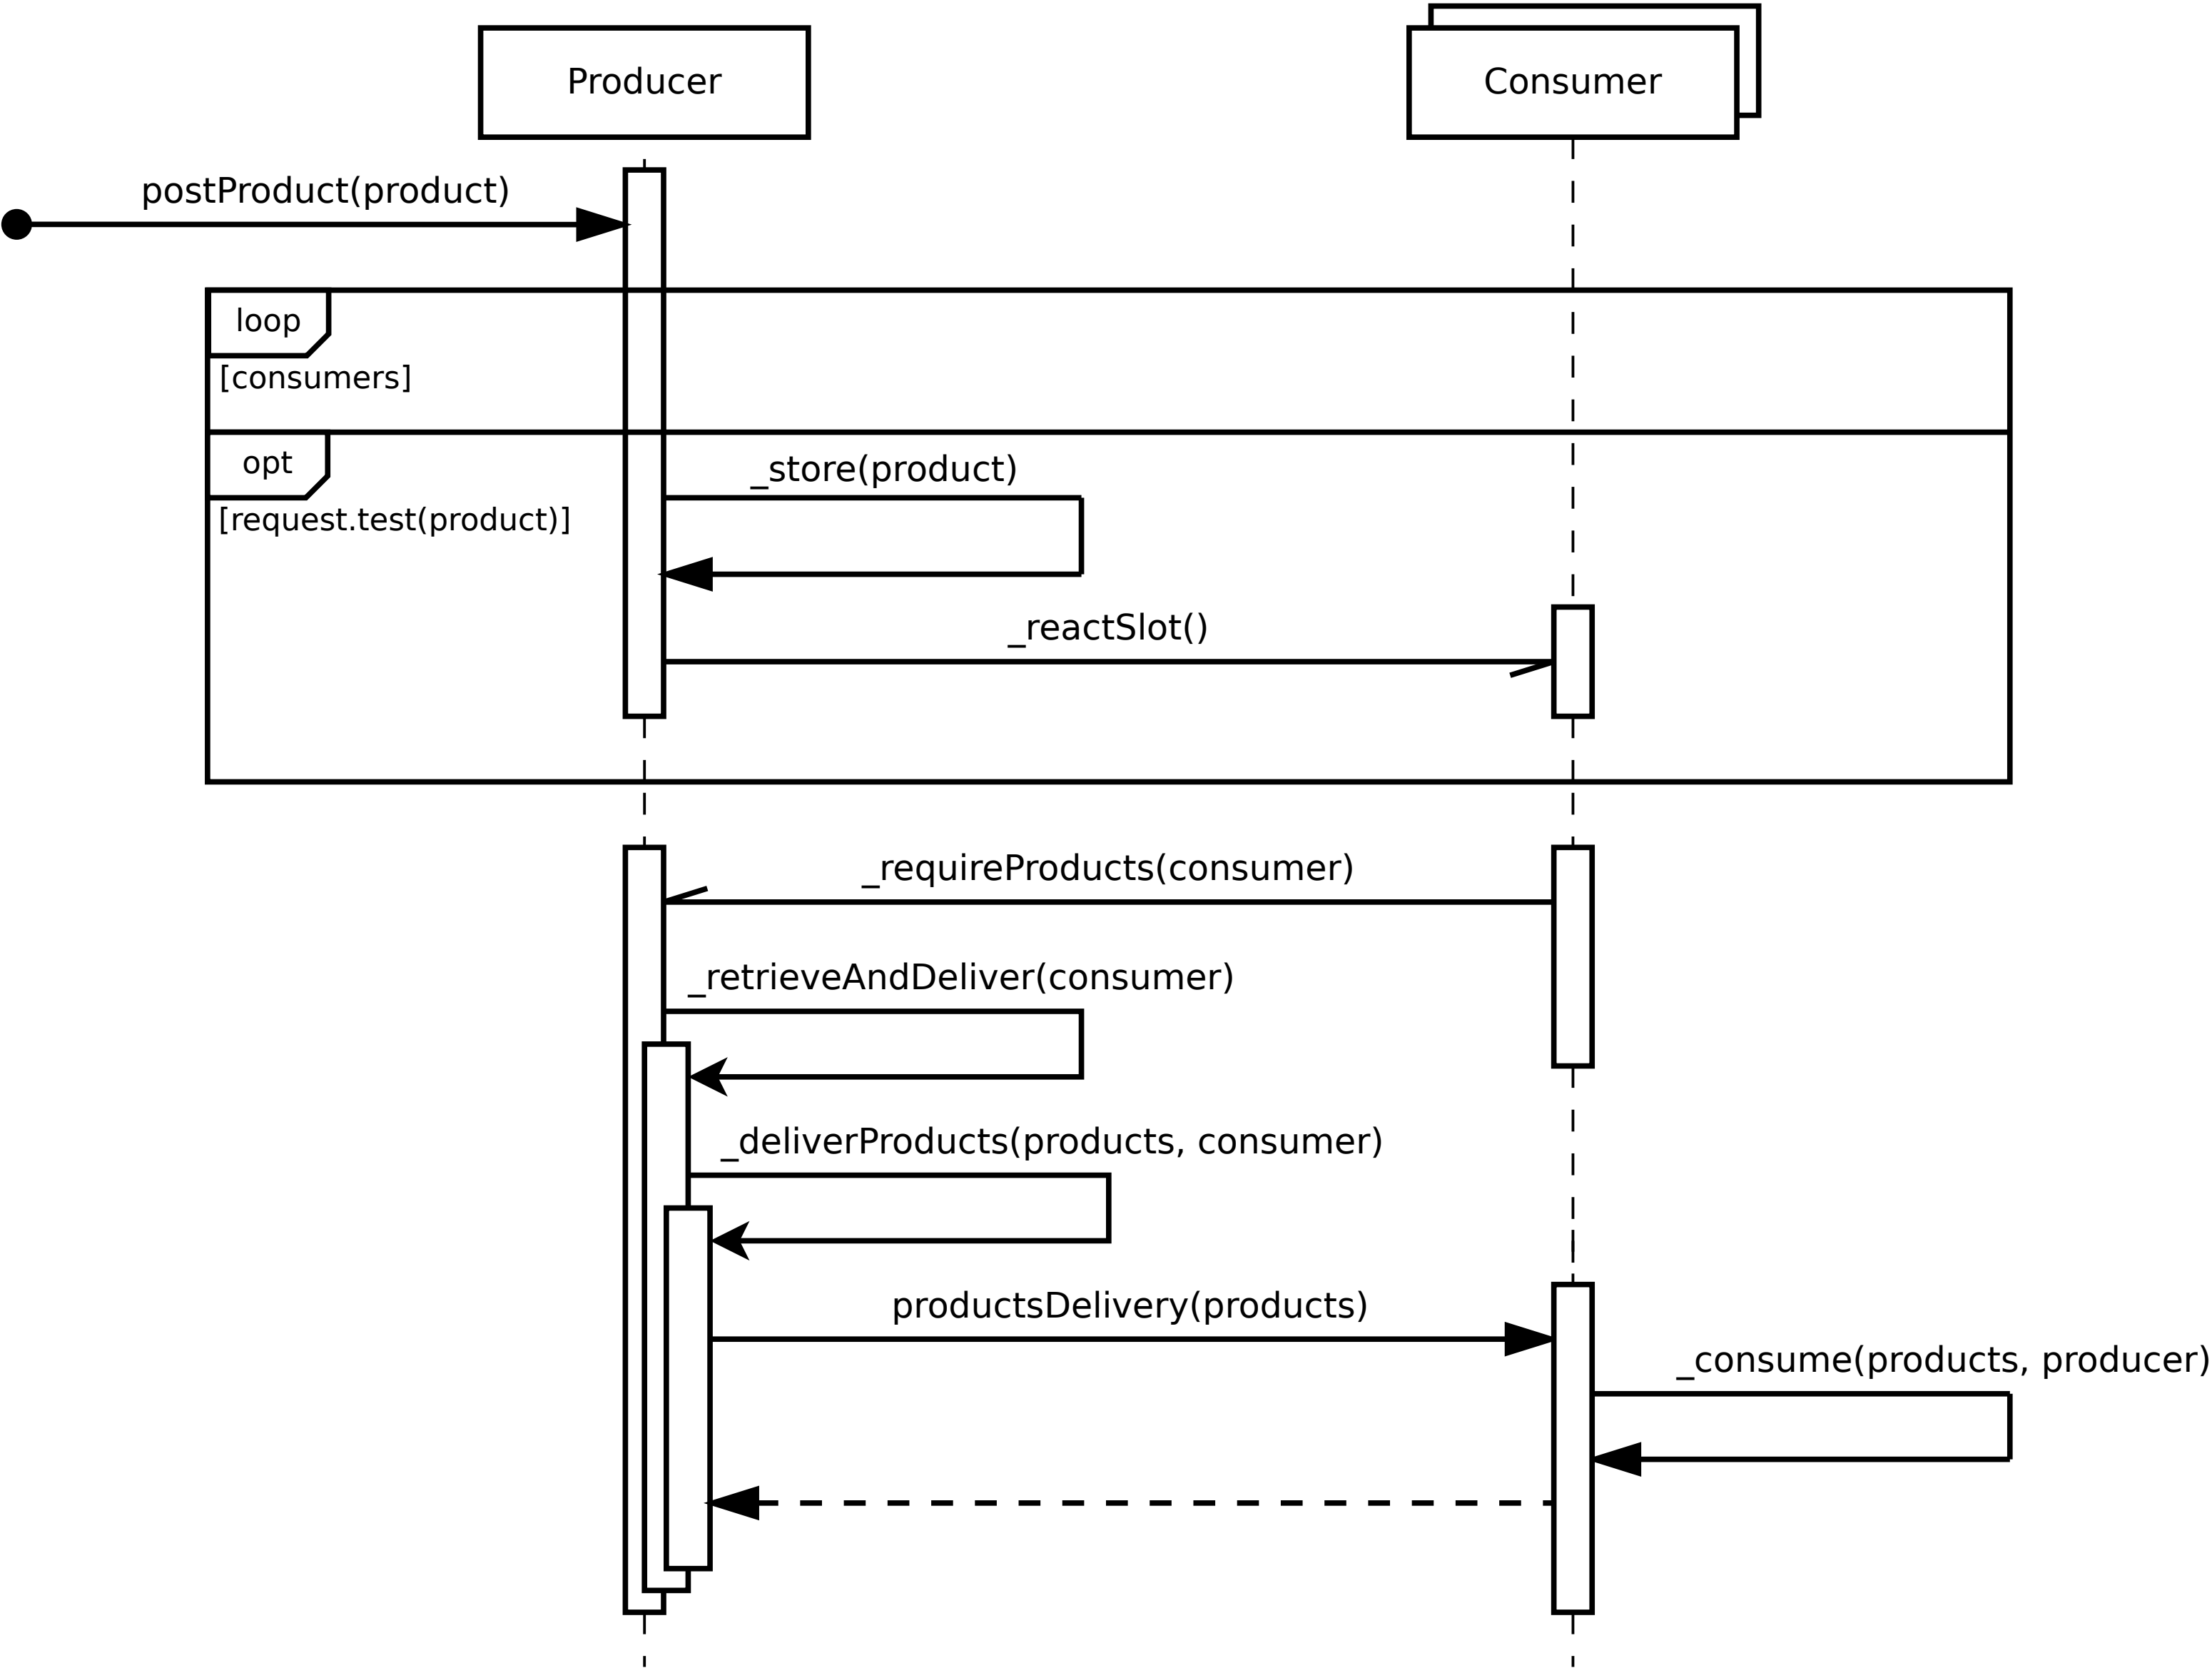 Producer
Consumer
postProduct(product)
loop
[consumers]
opt
_store(product)
[request.test(product)]
_reactSlot()
_requireProducts(consumer)
_retrieveAndDeliver(consumer)
_deliverProducts(products, consumer)
productsDelivery(products)
_consume(products, producer)